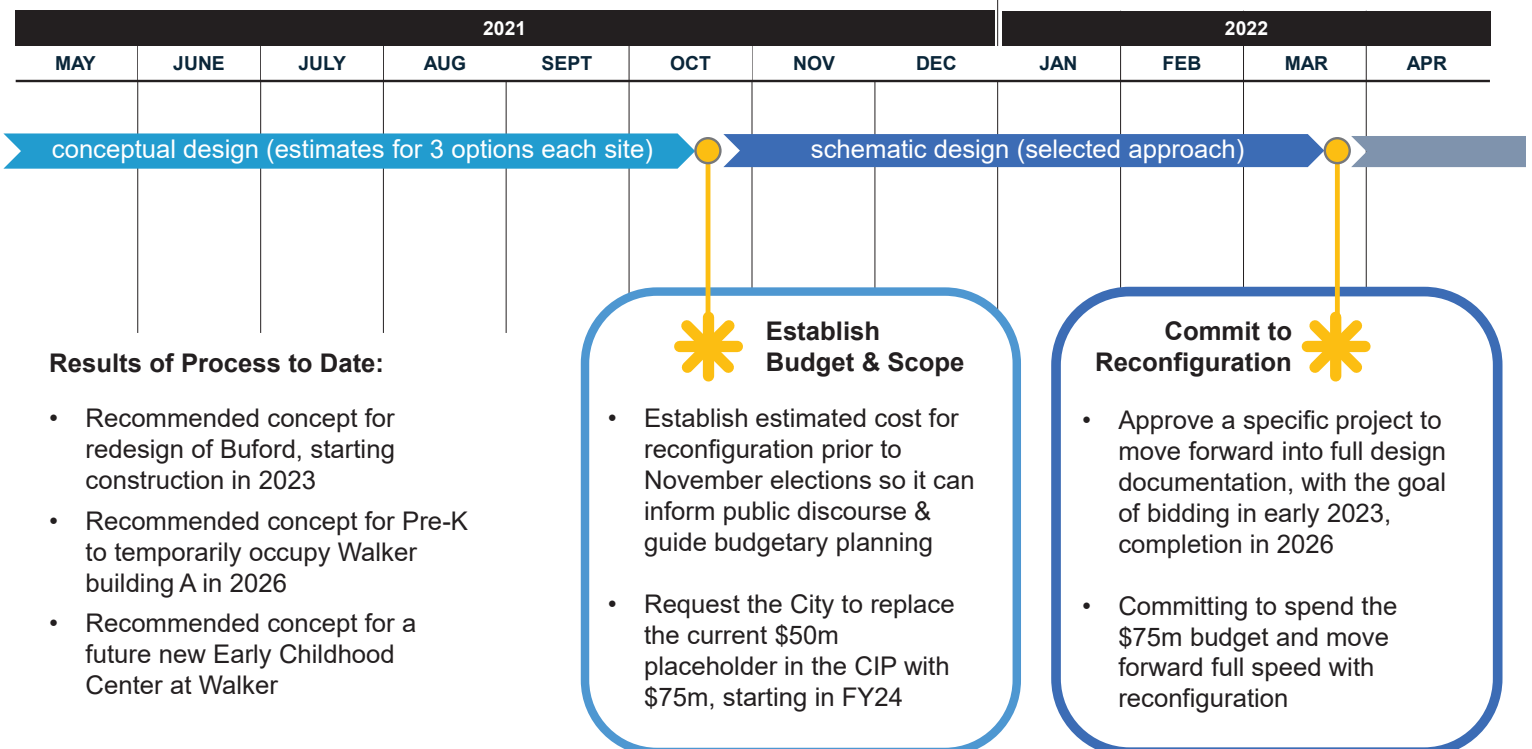 2021
2022
MAY
JUNE
JULY
AUG
SEPT
OCT
NOV
DEC
JAN
FEB
MAR
APR
conceptual design (estimates for 3 options each site)
schematic design (selected approach)
Results of Process to Date:
• Recommended concept for
redesign of Buford, starting
construction in 2023
• Recommended concept for Pre-K
to temporarily occupy Walker
building A in 2026
• Recommended concept for a
future new Early Childhood
Center at Walker
Establish
Budget & Scope
• Establish estimated cost for
reconfiguration prior to
November elections so it can
inform public discourse &
guide budgetary planning
• Request the City to replace
the current $50m
placeholder in the CIP with
$75m, starting in FY24
Commit to
Reconfiguration
• Approve a specific project to
move forward into full design
documentation, with the goal
of bidding in early 2023,
completion in 2026
• Committing to spend the
$75m budget and move
forward full speed with
reconfiguration